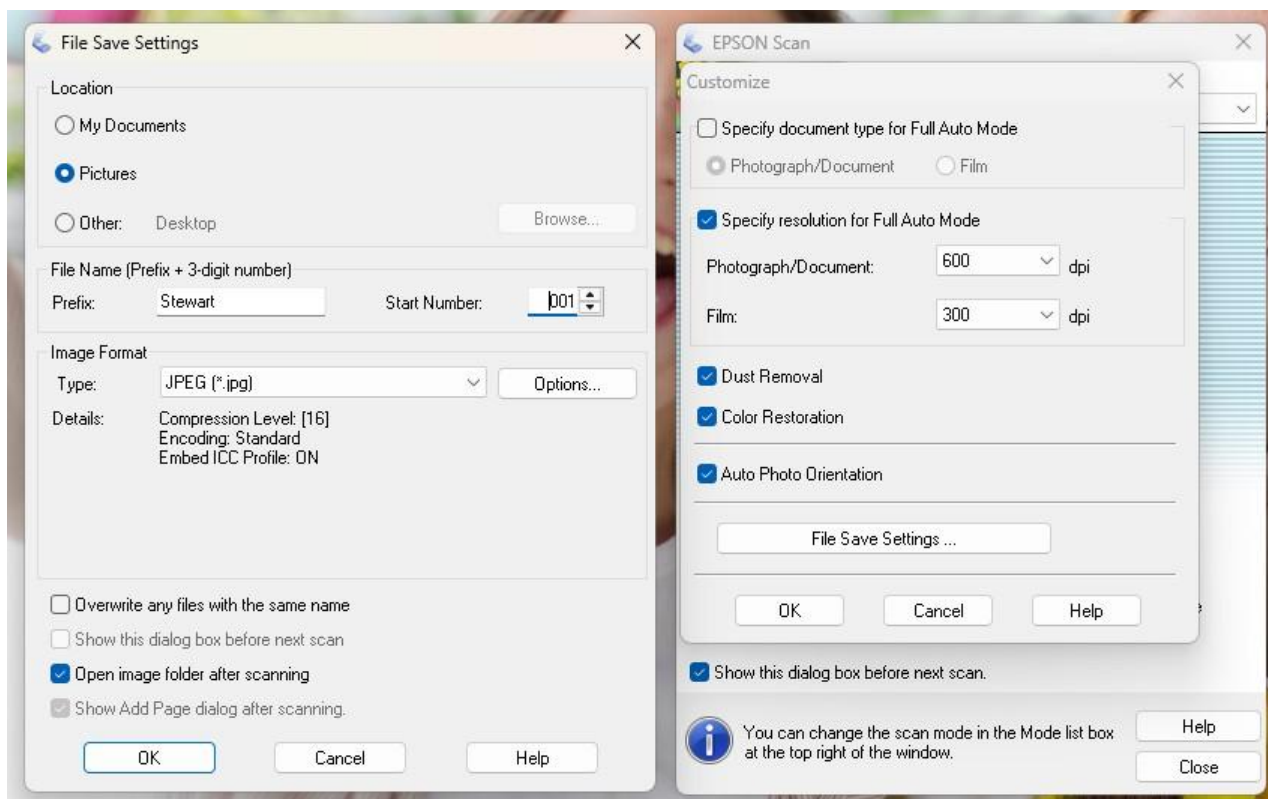 File Save Settings
Location
My Documents
Pictures
Other: Desktop Browse...
File Name (Prefix + 3-digit number)
Prefix: Stewart Start Number: 001
Image Format
Type: JPEG (*.jpg) Options...
Details: Compression Level: [16]
Encoding: Standard
Embed ICC Profile: ON
Overwrite any files with the same name
Show this dialog box before next scan
Open image folder after scanning
Show Add Page dialog after scanning.
OK Cancel Help
EPSON Scan
Customize
Specify document type for Full Auto Mode
Photograph/Document Film
Specify resolution for Full Auto Mode
Photograph/Document: 600 dpi
Film: 300 dpi
Dust Removal
Color Restoration
Auto Photo Orientation
File Save Settings ...
OK Cancel Help
Show this dialog box before next scan.
You can change the scan mode in the Mode list box
at the top right of the window.
Help
Close